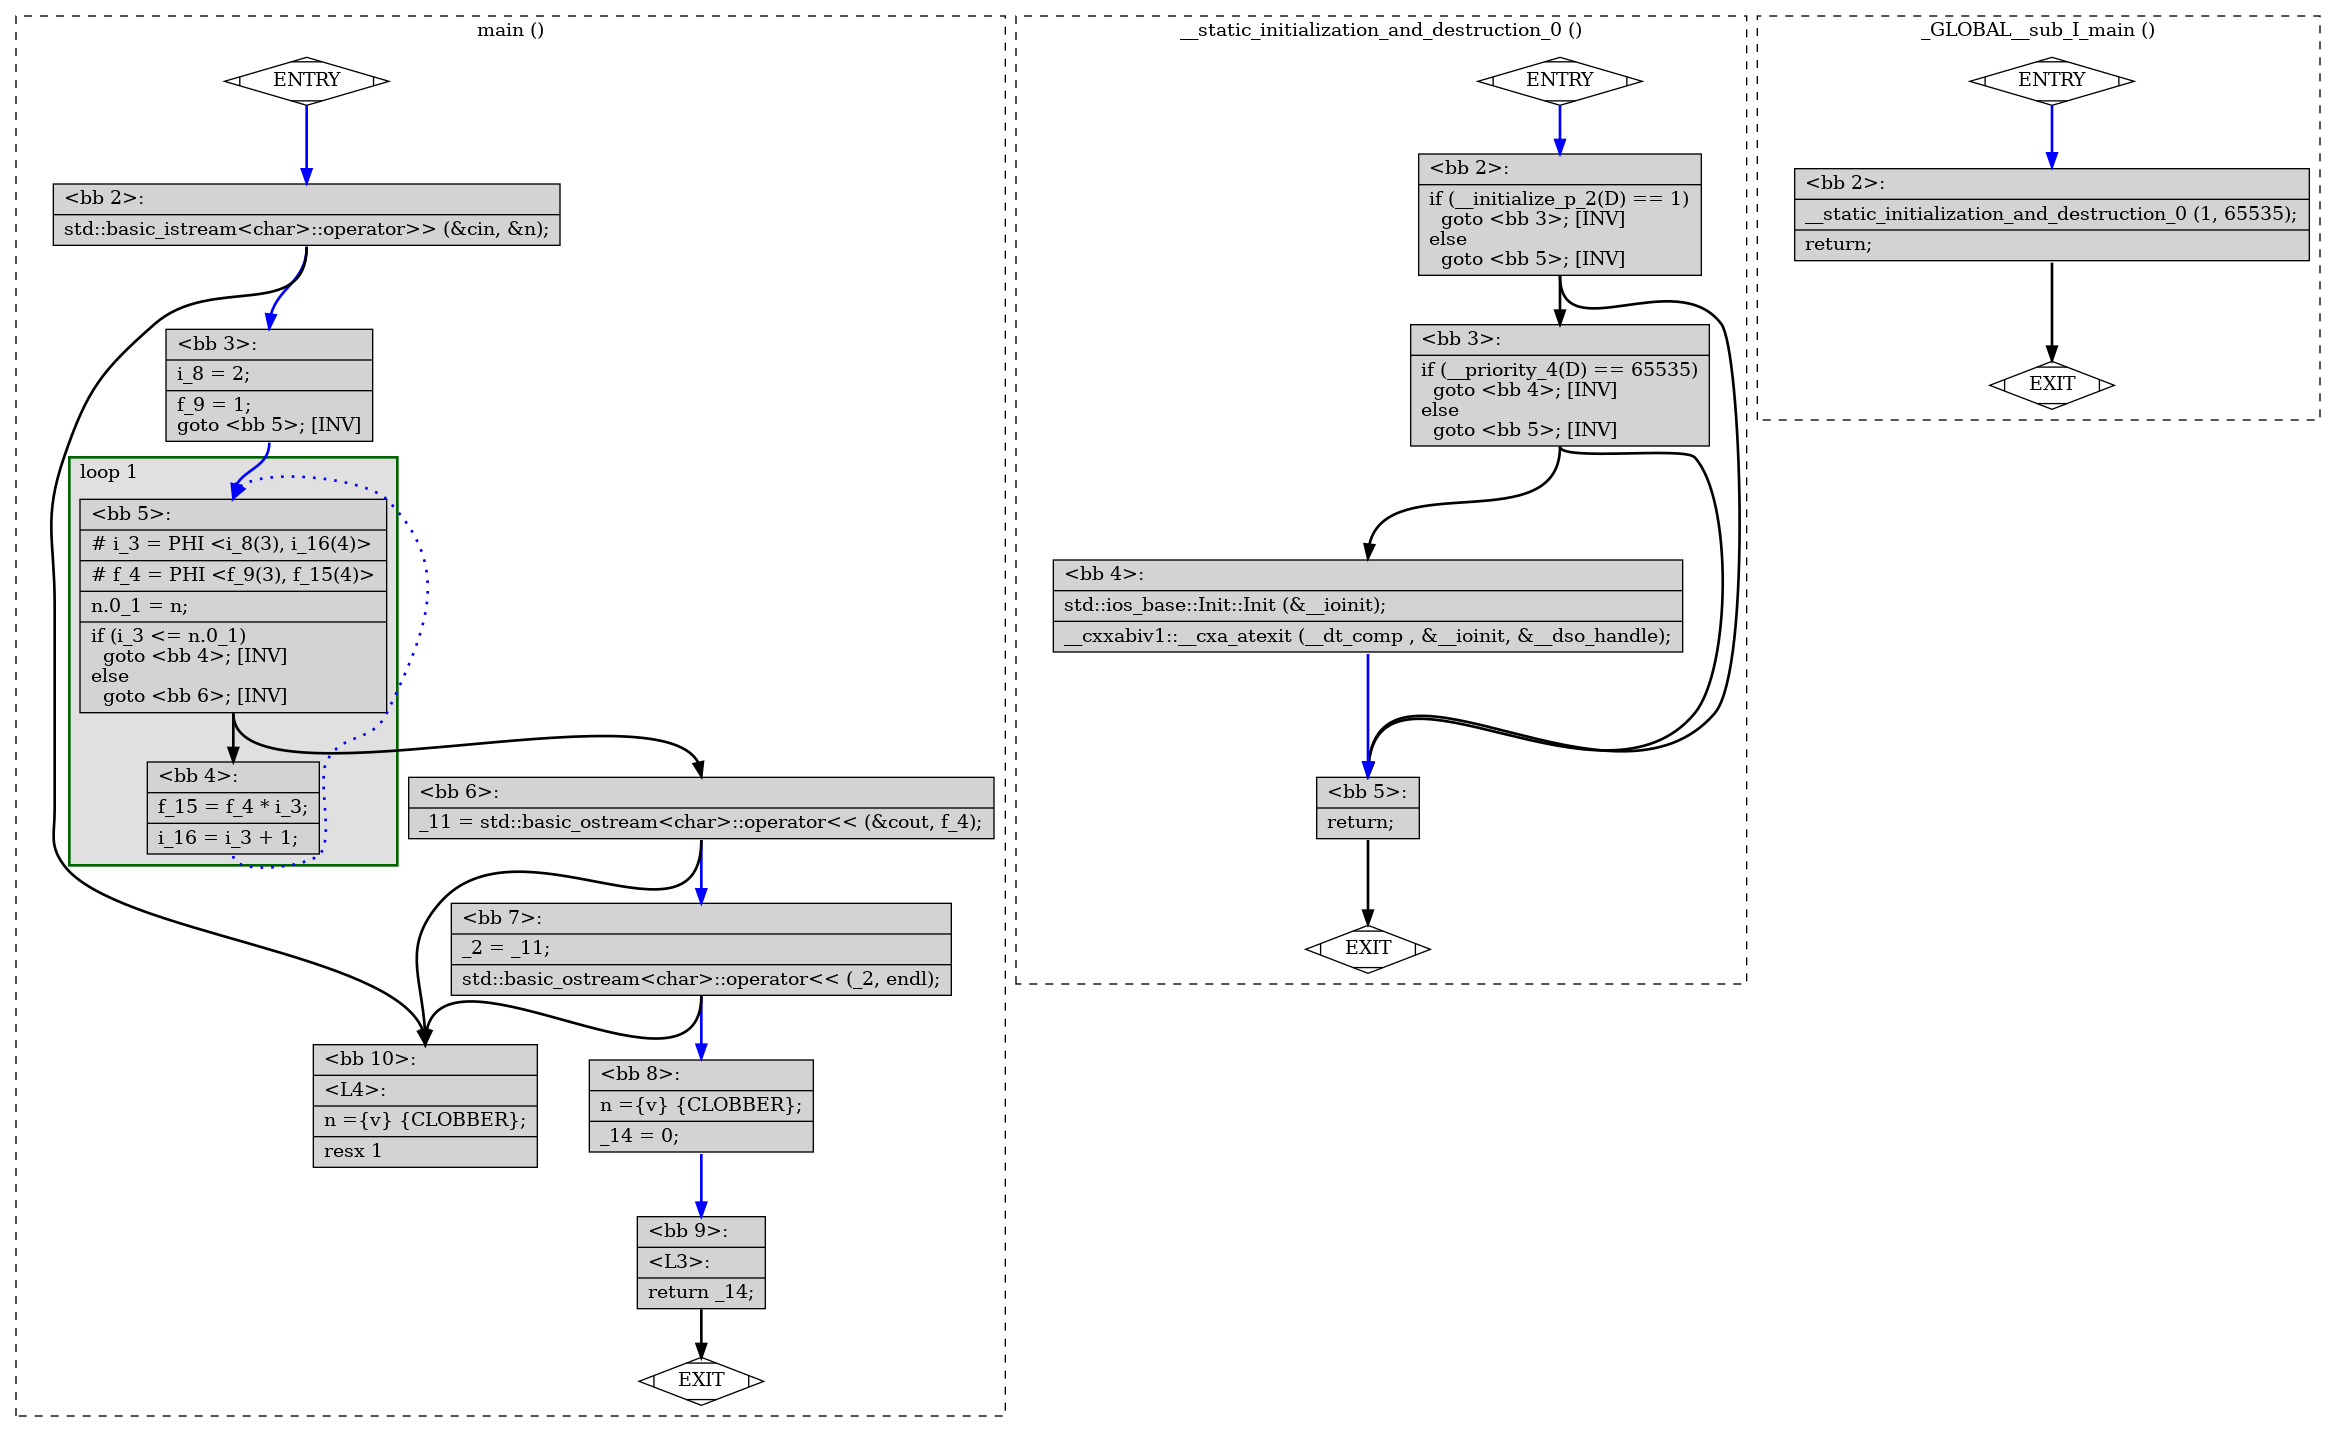 main ()
ENTRY
<bb 2>:
std::basic_istream<char>::operator>> (&cin, &n);
<bb 3>:
i_8 = 2;
f_9 = 1;
goto <bb 5>; [INV]
loop 1
<bb 5>:
# i_3 = PHI <i_8(3), i_16(4)>
# f_4 = PHI <f_9(3), f_15(4)>
n.0_1 = n;
if (i_3 <= n.0_1)
  goto <bb 4>; [INV]
else
  goto <bb 6>; [INV]
<bb 4>:
f_15 = f_4 * i_3;
i_16 = i_3 + 1;
<bb 6>:
_11 = std::basic_ostream<char>::operator<< (&cout, f_4);
<bb 7>:
_2 = _11;
std::basic_ostream<char>::operator<< (_2, endl);
<bb 10>:
<L4>:
n ={v} {CLOBBER};
resx 1
<bb 8>:
n ={v} {CLOBBER};
_14 = 0;
<bb 9>:
<L3>:
return _14;
EXIT
__static_initialization_and_destruction_0 ()
ENTRY
<bb 2>:
if (__initialize_p_2(D) == 1)
  goto <bb 3>; [INV]
else
  goto <bb 5>; [INV]
<bb 3>:
if (__priority_4(D) == 65535)
  goto <bb 4>; [INV]
else
  goto <bb 5>; [INV]
<bb 4>:
std::ios_base::Init::Init (&__ioinit);
__cxxabiv1::__cxa_atexit (__dt_comp , &__ioinit, &__dso_handle);
<bb 5>:
return;
EXIT
_GLOBAL__sub_I_main ()
ENTRY
<bb 2>:
__static_initialization_and_destruction_0 (1, 65535);
return;
EXIT